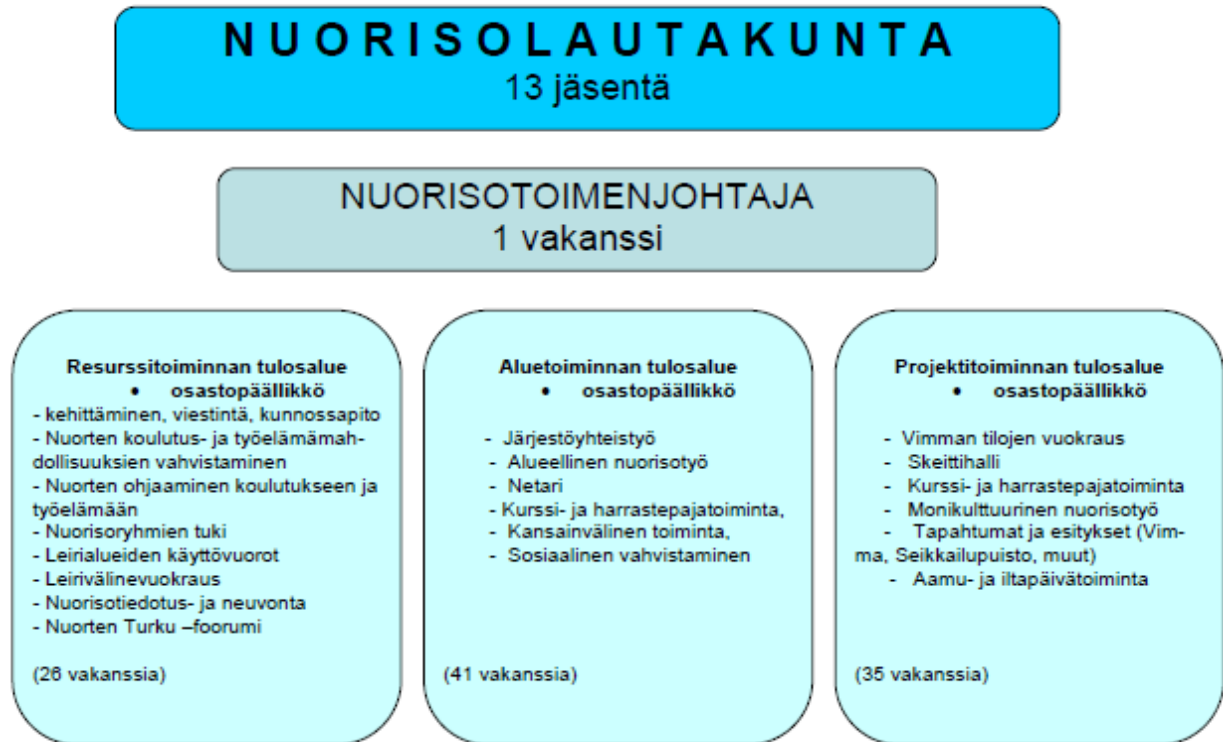 NUORISOLAUTAKUNTA
13 jäsentä
NUORISOTOIMENJOHTAJA
1 vakanssi
Resurssitoiminnan tulosalue
• osastopäällikkö
- kehittäminen, viestintä, kunnossapito
- Nuorten koulutus- ja työelämämah-
dollisuuksien vahvistaminen
- Nuorten ohjaaminen koulutukseen ja
työelämään
- Nuorisoryhmien tuki
- Leirialueiden käyttövuorot
- Leirivälinevuokraus
- Nuorisotiedotus- ja neuvonta
- Nuorten Turku –foorumi
(26 vakanssia)
Aluetoiminnan tulosalue
• osastopäällikkö
- Järjestöyhteistyö
- Alueellinen nuorisotyö
- Netari
- Kurssi- ja harrastepajatoiminta,
- Kansainvälinen toiminta,
- Sosiaalinen vahvistaminen
(41 vakanssia)
Projektitoiminnan tulosalue
• osastopäällikkö
- Vimman tilojen vuokraus
- Skeittihalli
- Kurssi- ja harrastepajatoiminta
- Monikulttuurinen nuorisotyö
- Tapahtumat ja esitykset (Vim-
ma, Seikkailupuisto, muut)
- Aamu- ja iltapäivätoiminta
(35 vakanssia)